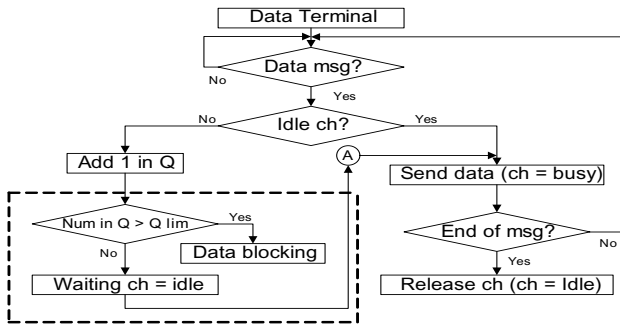 Data Terminal
Data msg?
No
Yes
Idle ch?
No
Yes
Add 1 in Q
A
Send data (ch = busy)
Num in Q > Q lim
Yes
End of msg?
No
Data blocking
No
Yes
Waiting ch = idle
Release ch (ch = Idle)